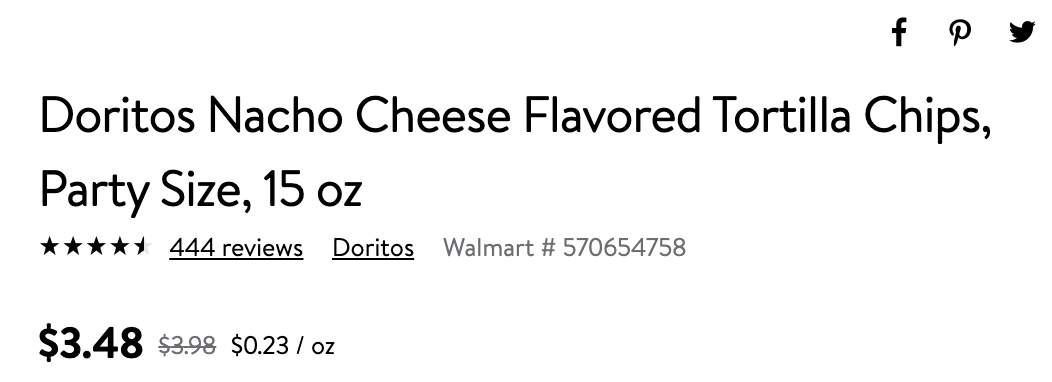 Doritos Nacho Cheese Flavored Tortilla Chips,
Party Size, 15 oz
444 reviews Doritos Walmart # 570654758
$3.48 $3.98 $0.23 / oz